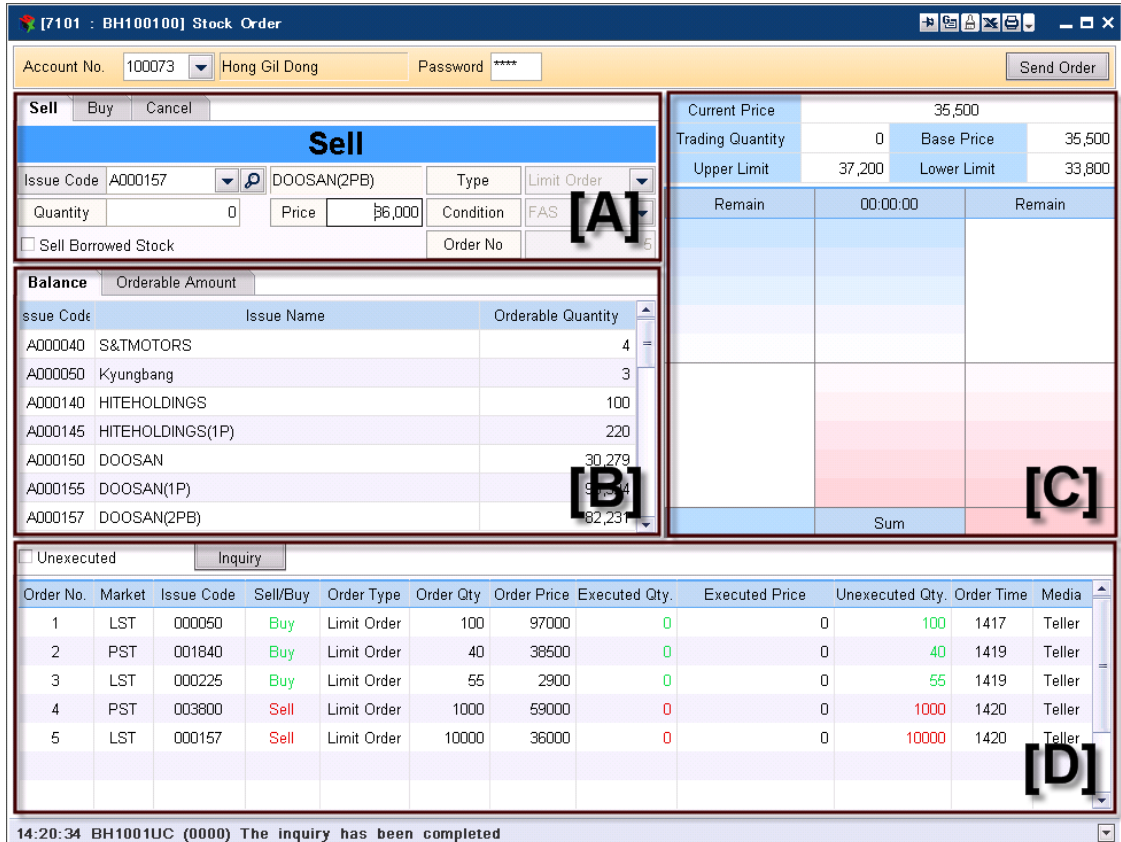 [7101 : BH100100] Stock Order
Account No. 100073 Hong Gil Dong Password **** Send Order
Sell Buy Cancel
Sell
Issue Code A000157 DOOSAN(2PB) Type Limit Order
Quantity 0 Price 36,000 Condition FAS
[A]
Sell Borrowed Stock Order No 5
Current Price 35,500
Trading Quantity 0 Base Price 35,500
Upper Limit 37,200 Lower Limit 33,800
Remain 00:00:00 Remain
[C]
Sum
Balance Orderable Amount
ssue Code Issue Name Orderable Quantity
A000040 S&TMOTORS 4
A000050 Kyungbang 3
A000140 HITEHOLDINGS 100
A000145 HITEHOLDINGS(1P) 220
A000150 DOOSAN 30,279
A000155 DOOSAN(1P)
[B]
A000157 DOOSAN(2PB) 82,231
Unexecuted Inquiry
Order No. Market Issue Code Sell/Buy Order Type Order Qty Order Price Executed Qty. Executed Price Unexecuted Qty. Order Time Media
1 LST 000050 Buy Limit Order 100 97000 0 0 100 1417 Teller
2 PST 001840 Buy Limit Order 40 38500 0 0 40 1419 Teller
3 LST 000225 Buy Limit Order 55 2900 0 0 55 1419 Teller
4 PST 003800 Sell Limit Order 1000 59000 0 0 1000 1420 Teller
5 LST 000157 Sell Limit Order 10000 36000 0 0 10000 1420 Teller
[D]
14:20:34 BH1001UC (0000) The inquiry has been completed